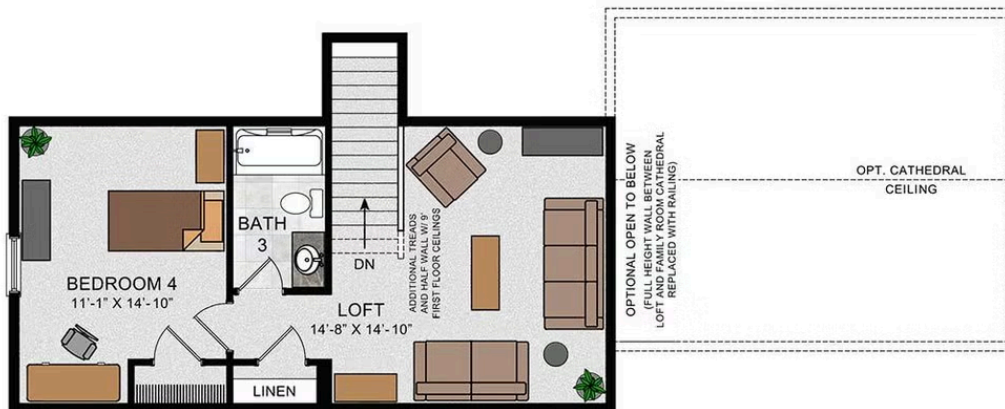 BEDROOM 4
11'-1" X 14'-10"
BATH
3
LINEN
DN
LOFT
14'-8" X 14'-10"
ADDITIONAL TREADS
AND HALF WALL W/ 9'
FIRST FLOOR CEILINGS
OPTIONAL OPEN TO BELOW
(FULL HEIGHT WALL BETWEEN
LOFT AND FAMILY ROOM CATHEDRAL
REPLACED WITH RAILING)
OPT. CATHEDRAL
CEILING